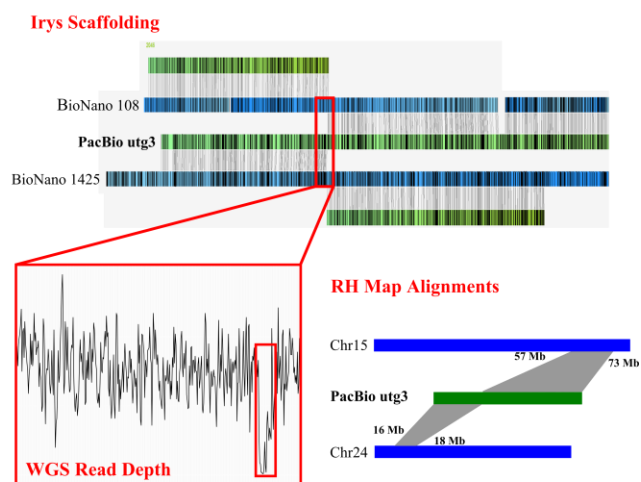 Irys Scaffolding
BioNano 108
PacBio utg3
BioNano 1425
WGS Read Depth
RH Map Alignments
Chr15
57 Mb
73 Mb
PacBio utg3
16 Mb
18 Mb
Chr24